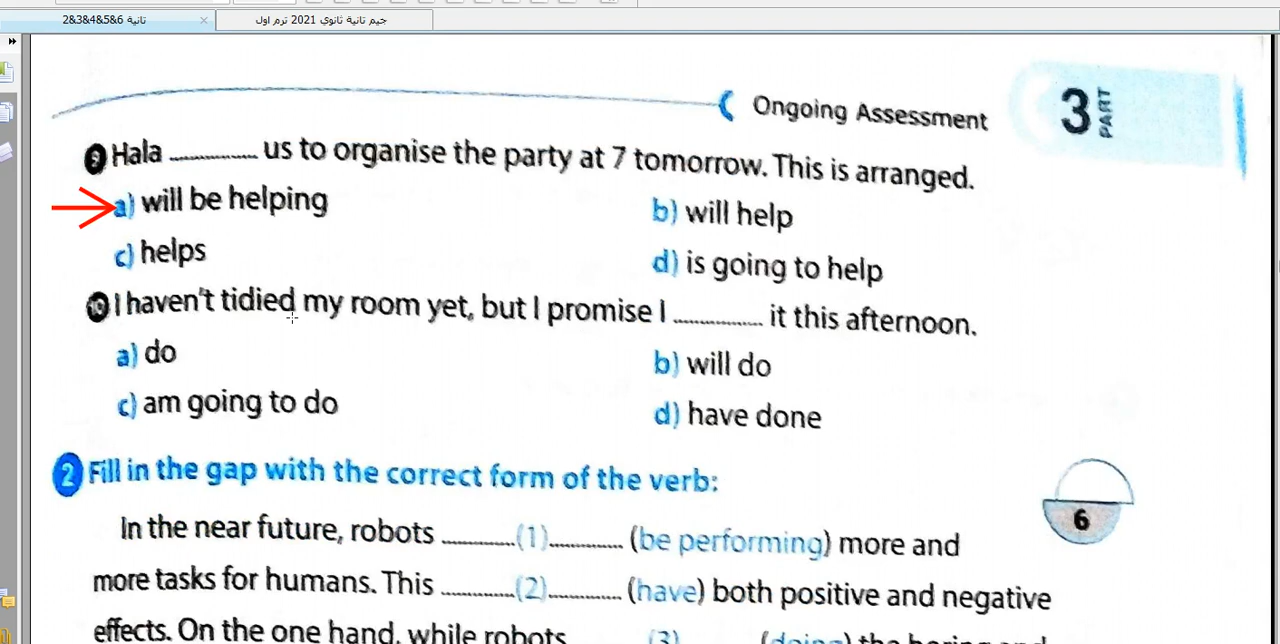 ثانية 2&3&4&5&6
جيم ثانية ثانوي 2021 ترم اول
Ongoing Assessment
3 PART
9 Hala ............... us to organise the party at 7 tomorrow. This is arranged.
a) will be helping
b) will help
c) helps
d) is going to help
10 I haven't tidied my room yet, but I promise I ............... it this afternoon.
a) do
b) will do
c) am going to do
d) have done
2 Fill in the gap with the correct form of the verb:
6
In the near future, robots ............(1)............ (be performing) more and
more tasks for humans. This ............(2)............ (have) both positive and negative
effects. On the one hand, while robots (3) (doing) the boring and